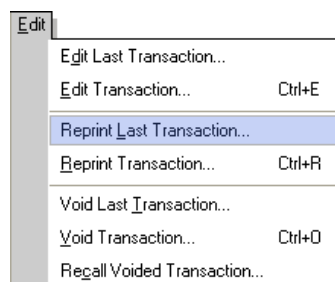 Edit
Edit Last Transaction...
Edit Transaction... Ctrl+E
Reprint Last Transaction...
Reprint Transaction... Ctrl+R
Void Last Transaction...
Void Transaction... Ctrl+O
Recall Voided Transaction...